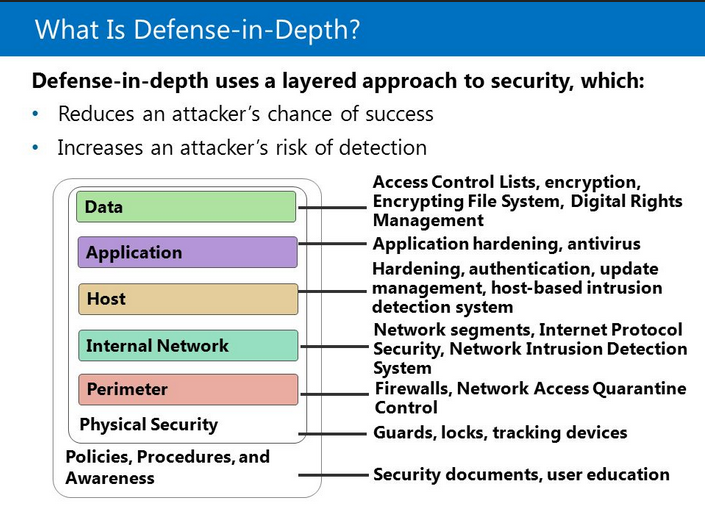 What Is Defense-in-Depth?
Defense-in-depth uses a layered approach to security, which:
• Reduces an attacker's chance of success
• Increases an attacker's risk of detection
Data
Access Control Lists, encryption,
Encrypting File System, Digital Rights
Management
Application
Application hardening, antivirus
Host
Hardening, authentication, update
management, host-based intrusion
detection system
Internal Network
Network segments, Internet Protocol
Security, Network Intrusion Detection
System
Perimeter
Firewalls, Network Access Quarantine
Control
Physical Security
Guards, locks, tracking devices
Policies, Procedures, and
Awareness
Security documents, user education